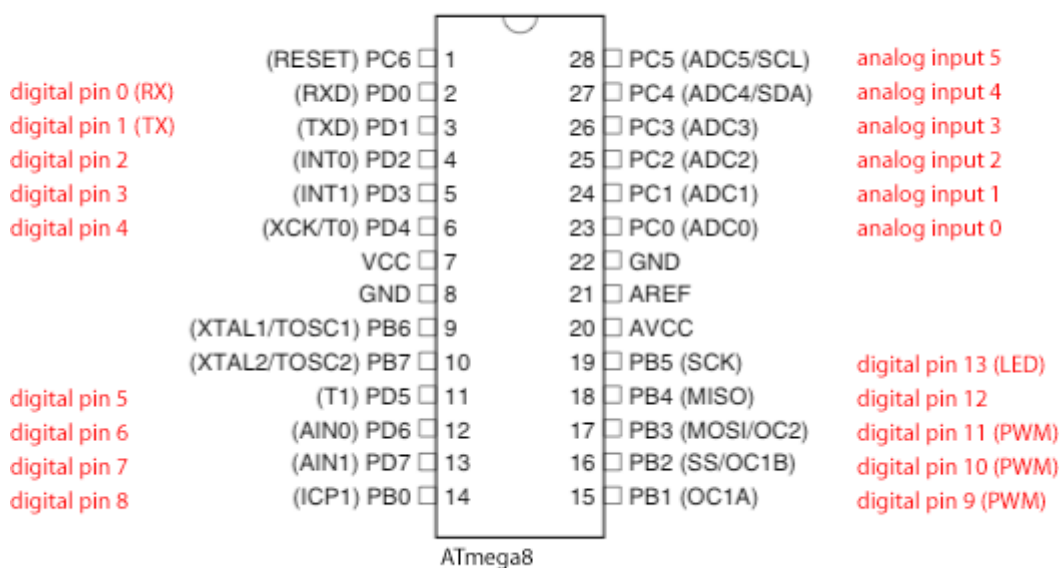 (RESET) PC6 1 28 PC5 (ADC5/SCL) analog input 5
digital pin 0 (RX) (RXD) PD0 2 27 PC4 (ADC4/SDA) analog input 4
digital pin 1 (TX) (TXD) PD1 3 26 PC3 (ADC3) analog input 3
digital pin 2 (INT0) PD2 4 25 PC2 (ADC2) analog input 2
digital pin 3 (INT1) PD3 5 24 PC1 (ADC1) analog input 1
digital pin 4 (XCK/T0) PD4 6 23 PC0 (ADC0) analog input 0
VCC 7 22 GND
GND 8 21 AREF
(XTAL1/TOSC1) PB6 9 20 AVCC
(XTAL2/TOSC2) PB7 10 19 PB5 (SCK) digital pin 13 (LED)
digital pin 5 (T1) PD5 11 18 PB4 (MISO) digital pin 12
digital pin 6 (AIN0) PD6 12 17 PB3 (MOSI/OC2) digital pin 11 (PWM)
digital pin 7 (AIN1) PD7 13 16 PB2 (SS/OC1B) digital pin 10 (PWM)
digital pin 8 (ICP1) PB0 14 15 PB1 (OC1A) digital pin 9 (PWM)
ATmega8